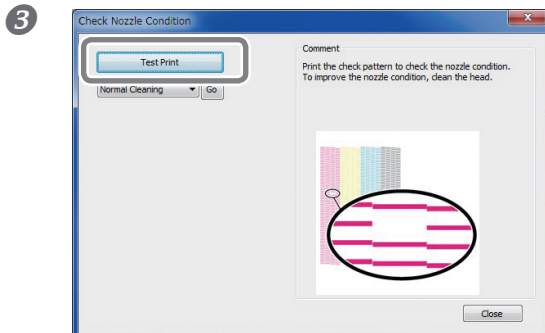 3
Check Nozzle Condition
Test Print
Normal Cleaning
Go
Comment
Print the check pattern to check the nozzle condition.
To improve the nozzle condition, clean the head.
Close